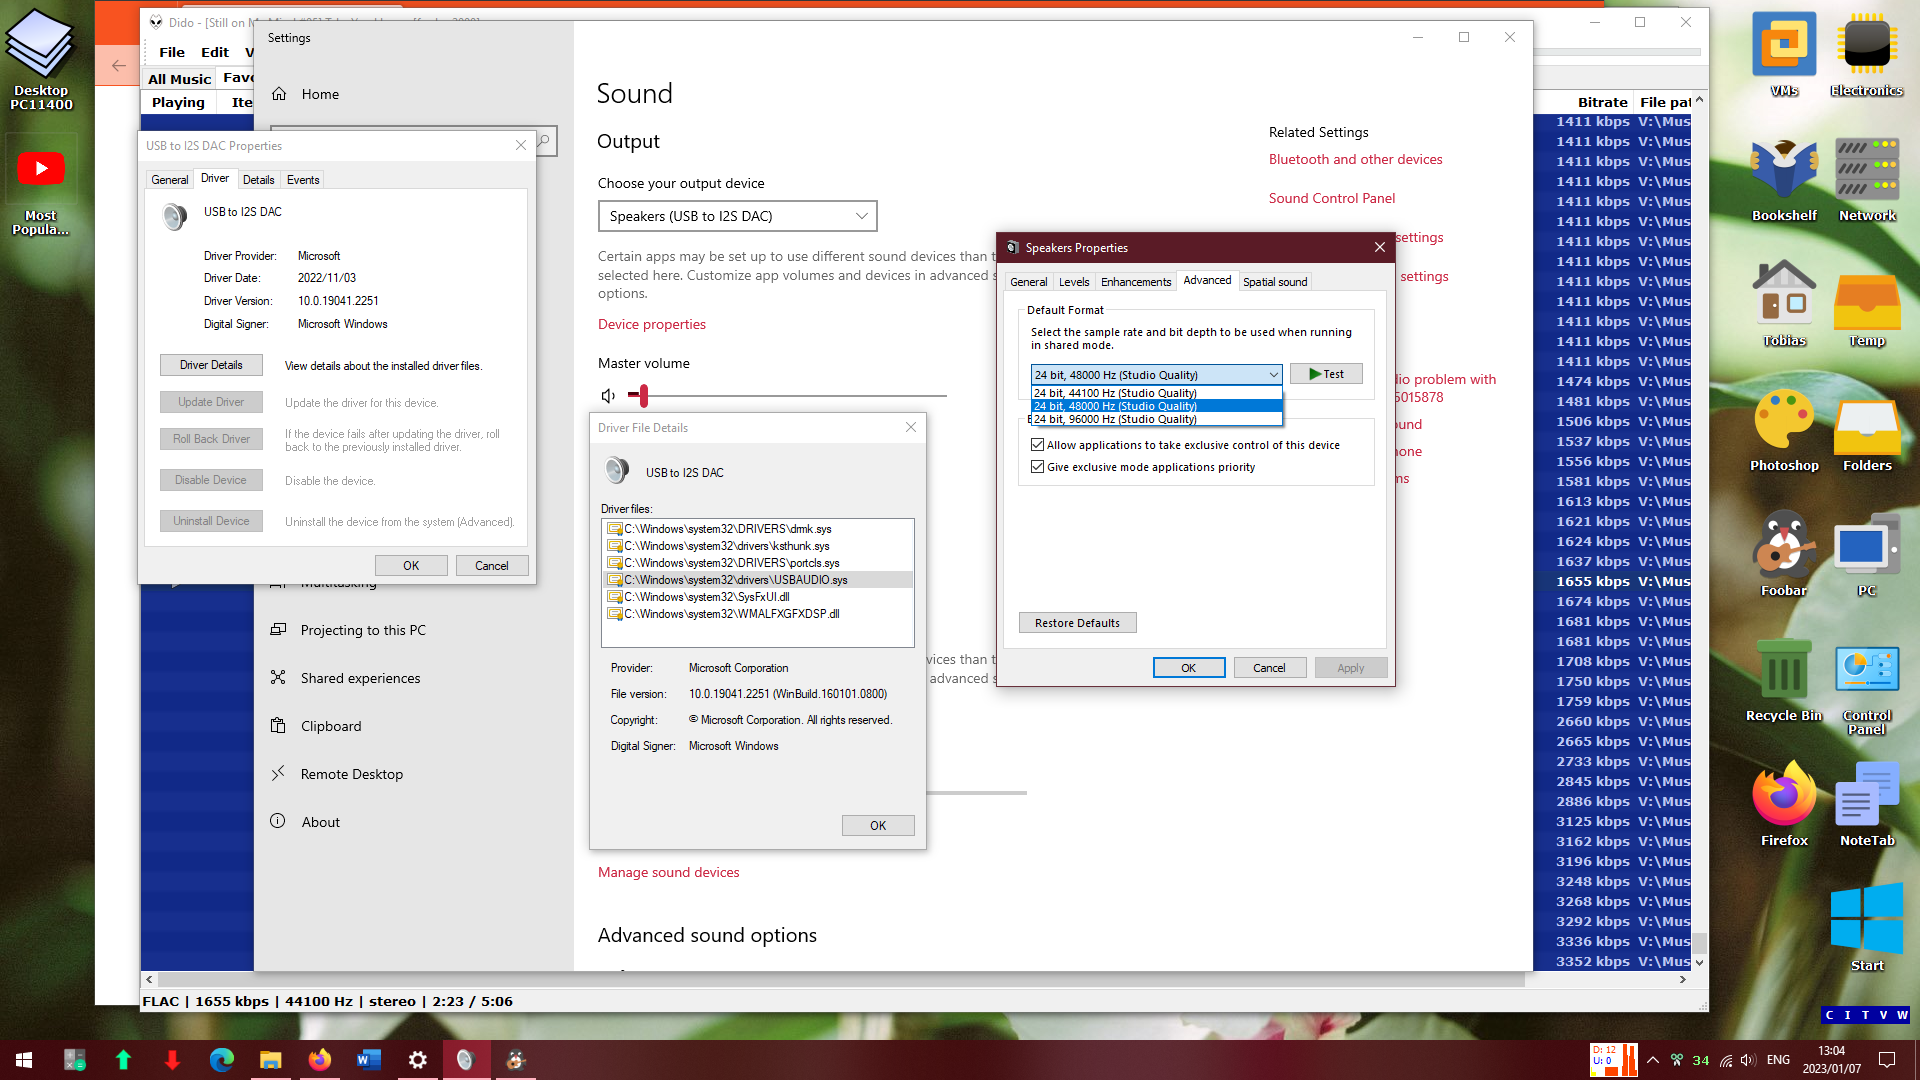 Desktop
PC11400
Most
Popula...
Dido - [Still on M
File
Edit
V
All Music
Favo
Playing
Ite
Settings
Home
Multitasking
Projecting to this PC
Shared experiences
Clipboard
Remote Desktop
About
USB to I2S DAC Properties
General
Driver
Details
Events
USB to I2S DAC
Driver Provider: Microsoft
Driver Date: 2022/11/03
Driver Version: 10.0.19041.2251
Digital Signer: Microsoft Windows
Driver Details
View details about the installed driver files.
Update Driver
Update the driver for this device.
Roll Back Driver
If the device fails after updating the driver, roll
back to the previously installed driver.
Disable Device
Disable the device.
Uninstall Device
Uninstall the device from the system (Advanced).
OK
Cancel
Sound
Output
Choose your output device
Speakers (USB to I2S DAC)
Certain apps may be set up to use different sound devices than t
selected here. Customize app volumes and devices in advanced s
options.
Device properties
Master volume
vices than t
advanced s
Manage sound devices
Advanced sound options
Driver File Details
USB to I2S DAC
Driver files:
C:\Windows\system32\DRIVERS\drmk.sys
C:\Windows\system32\drivers\ksthunk.sys
C:\Windows\system32\DRIVERS\portcls.sys
C:\Windows\system32\drivers\USBAUDIO.sys
C:\Windows\system32\SysFxUI.dll
C:\Windows\system32\WMALFXGFXDSP.dll
Provider: Microsoft Corporation
File version: 10.0.19041.2251 (WinBuild.160101.0800)
Copyright: © Microsoft Corporation. All rights reserved.
Digital Signer: Microsoft Windows
OK
Related Settings
Bluetooth and other devices
Sound Control Panel
settings
settings
dio problem with
5015878
ound
one
ms
Speakers Properties
General
Levels
Enhancements
Advanced
Spatial sound
Default Format
Select the sample rate and bit depth to be used when running
in shared mode.
24 bit, 48000 Hz (Studio Quality)
Test
24 bit, 44100 Hz (Studio Quality)
24 bit, 48000 Hz (Studio Quality)
24 bit, 96000 Hz (Studio Quality)
Allow applications to take exclusive control of this device
Give exclusive mode applications priority
Restore Defaults
OK
Cancel
Apply
Bitrate
File pat
1411 kbps V:\Mus
1411 kbps V:\Mus
1411 kbps V:\Mus
1411 kbps V:\Mus
1411 kbps V:\Mus
1411 kbps V:\Mus
1411 kbps V:\Mus
1411 kbps V:\Mus
1411 kbps V:\Mus
1411 kbps V:\Mus
1411 kbps V:\Mus
1411 kbps V:\Mus
1411 kbps V:\Mus
1474 kbps V:\Mus
1481 kbps V:\Mus
1506 kbps V:\Mus
1537 kbps V:\Mus
1556 kbps V:\Mus
1581 kbps V:\Mus
1613 kbps V:\Mus
1621 kbps V:\Mus
1624 kbps V:\Mus
1637 kbps V:\Mus
1655 kbps V:\Mus
1674 kbps V:\Mus
1681 kbps V:\Mus
1681 kbps V:\Mus
1708 kbps V:\Mus
1750 kbps V:\Mus
1759 kbps V:\Mus
2660 kbps V:\Mus
2665 kbps V:\Mus
2733 kbps V:\Mus
2845 kbps V:\Mus
2886 kbps V:\Mus
3125 kbps V:\Mus
3162 kbps V:\Mus
3196 kbps V:\Mus
3248 kbps V:\Mus
3268 kbps V:\Mus
3292 kbps V:\Mus
3336 kbps V:\Mus
3352 kbps V:\Mus
FLAC | 1655 kbps | 44100 Hz | stereo | 2:23 / 5:06
VMs
Electronics
Bookshelf
Network
Tobias
Temp
Photoshop
Folders
Foobar
PC
Recycle Bin
Control
Panel
Firefox
NoteTab
Start
C I T V W
D: 12
U: 0
34
ENG
13:04
2023/01/07